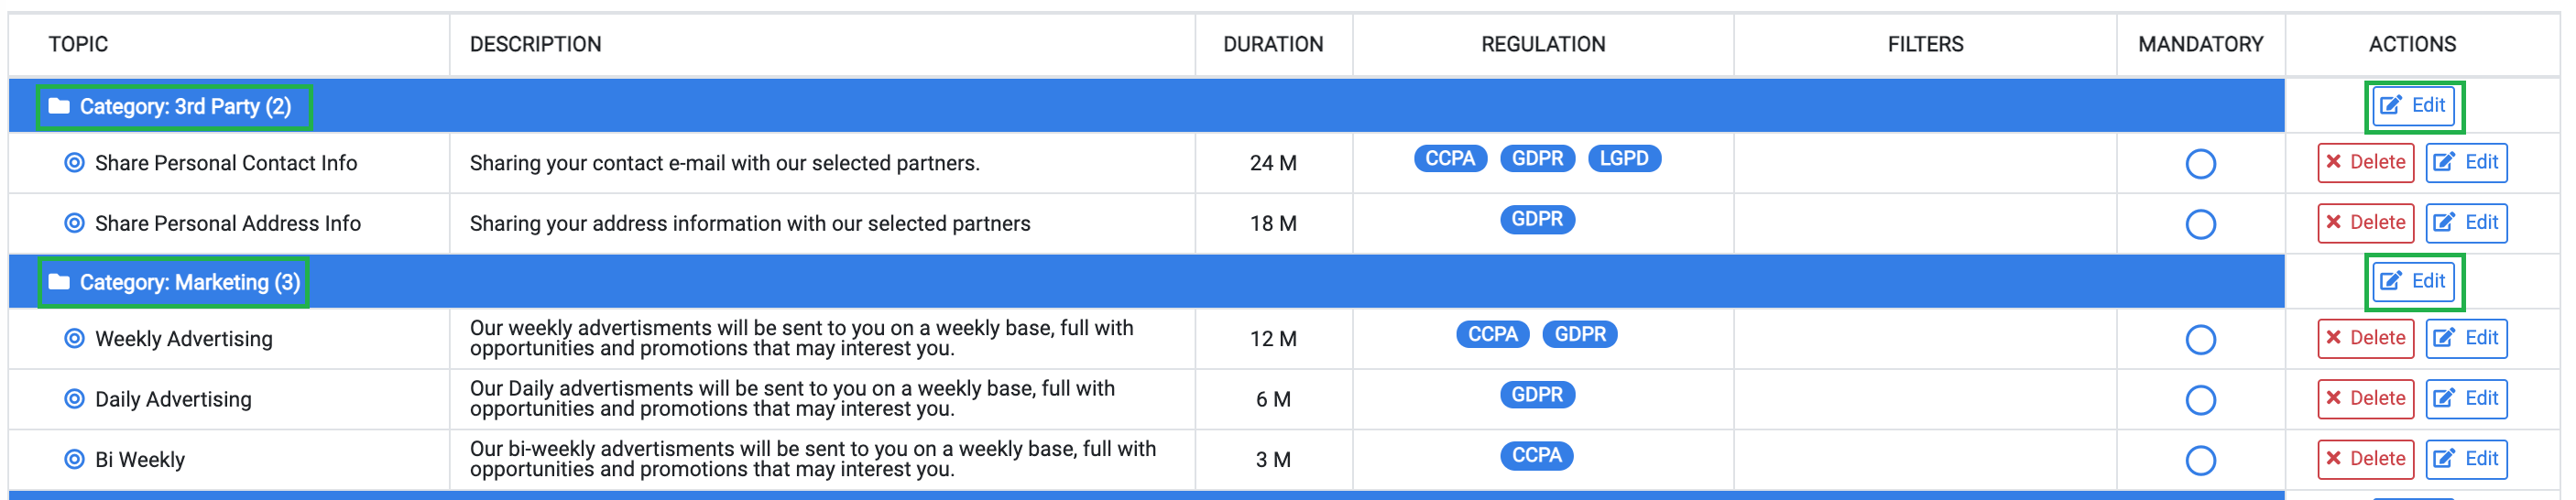 TOPIC DESCRIPTION DURATION REGULATION FILTERS MANDATORY ACTIONS
Category: 3rd Party (2) Edit
Share Personal Contact Info Sharing your contact e-mail with our selected partners. 24 M CCPA GDPR LGPD Delete Edit
Share Personal Address Info Sharing your address information with our selected partners 18 M GDPR Delete Edit
Category: Marketing (3) Edit
Weekly Advertising Our weekly advertisments will be sent to you on a weekly base, full with
opportunities and promotions that may interest you. 12 M CCPA GDPR Delete Edit
Daily Advertising Our Daily advertisments will be sent to you on a weekly base, full with
opportunities and promotions that may interest you. 6 M GDPR Delete Edit
Bi Weekly Our bi-weekly advertisments will be sent to you on a weekly base, full with
opportunities and promotions that may interest you. 3 M CCPA Delete Edit